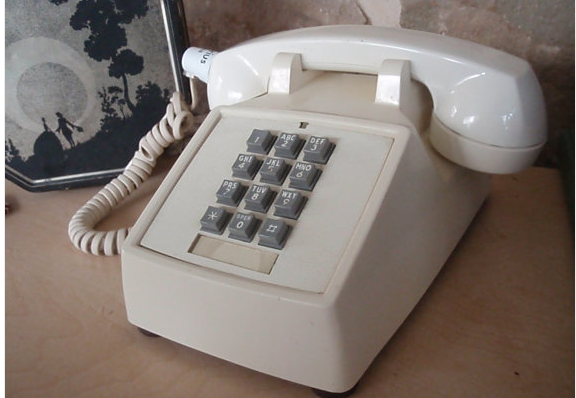 1 ABC 2 DEF 3
GHI 4 JKL 5 MNO 6
PRS 7 TUV 8 WXY 9
* OPER 0 #